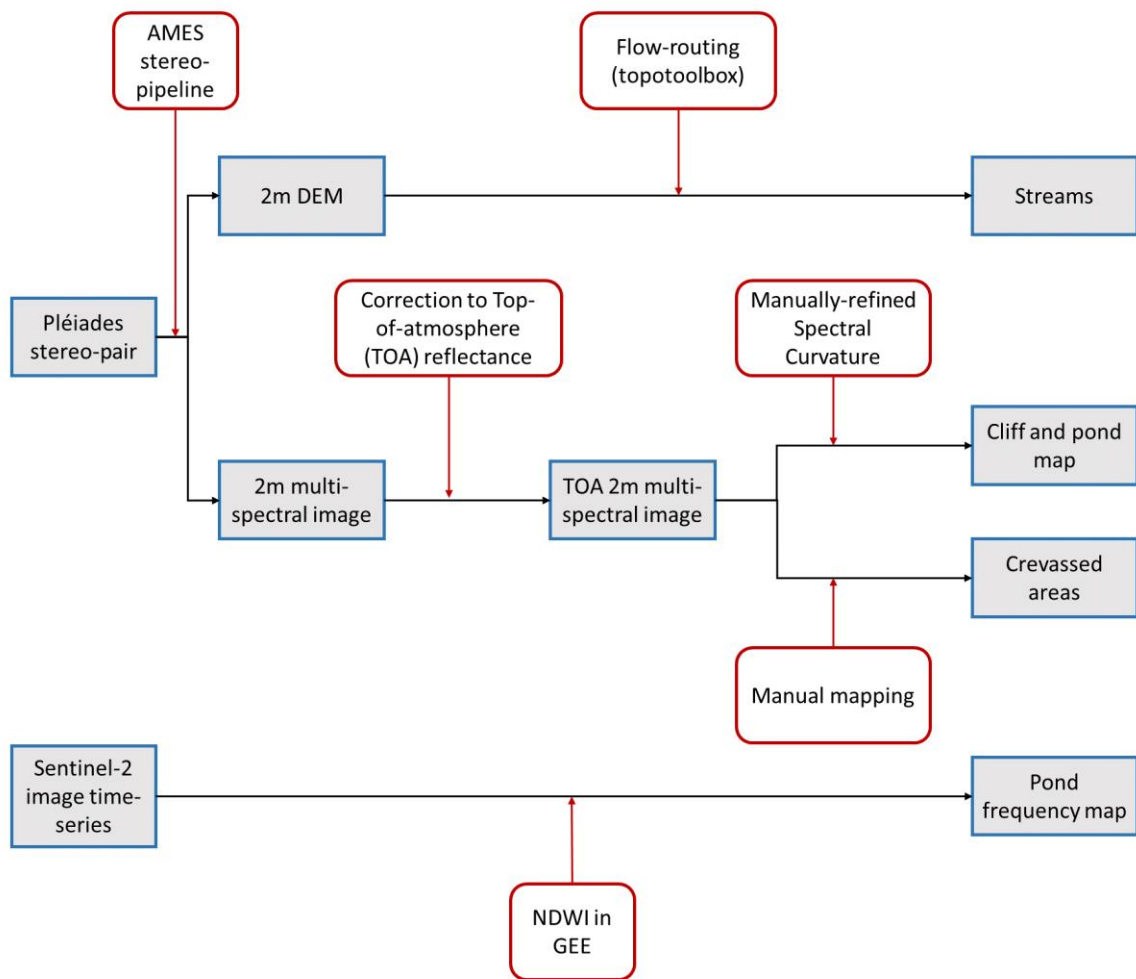 AMES
stereo-
pipeline
Flow-routing
(topotoolbox)
2m DEM
Streams
Pléiades
stereo-pair
Correction to Top-
of-atmosphere
(TOA) reflectance
Manually-refined
Spectral
Curvature
2m multi-
spectral image
TOA 2m multi-
spectral image
Cliff and pond
map
Crevassed
areas
Manual mapping
Sentinel-2
image time-
series
Pond
frequency map
NDWI in
GEE